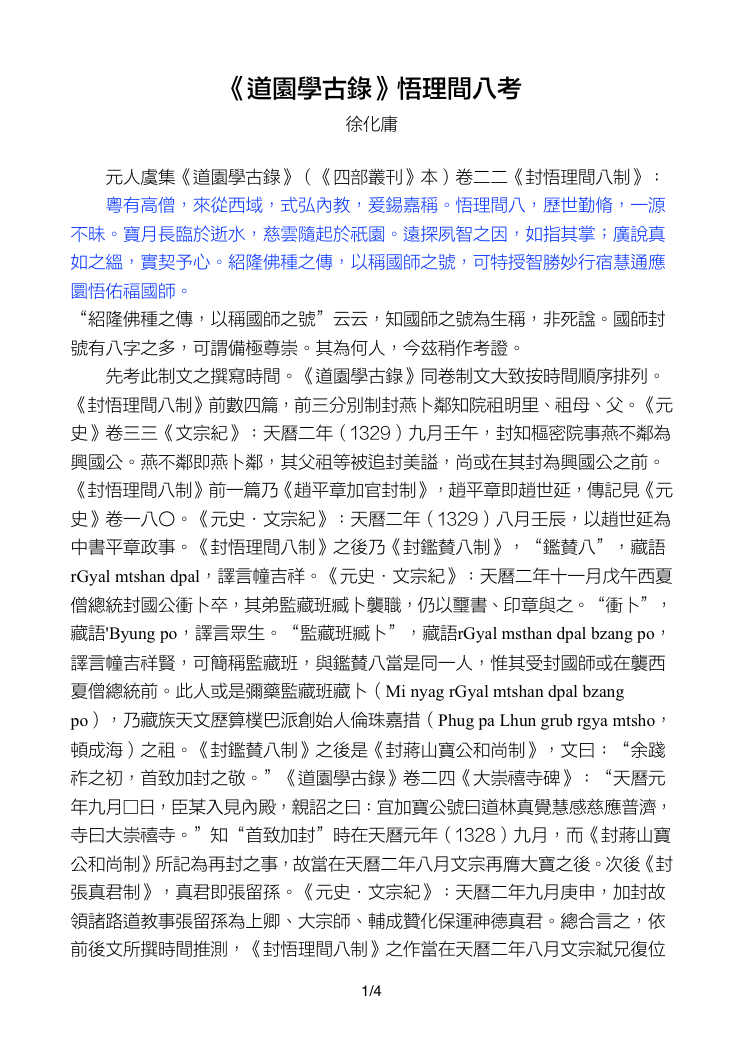 《道園學古錄》悟理間八考
徐化庸
元人虞集《道園學古錄》（《四部叢刊》本）卷二二《封悟理間八制》：
粵有高僧，來從西域，式弘內教，爰錫嘉稱。悟理間八，歷世勤脩，一源
不昧。寶月長臨於逝水，慈雲隨起於祇園。遠探夙智之因，如指其掌；廣說真
如之縕，實契予心。紹隆佛種之傳，以稱國師之號，可特授智勝妙行宿慧通應
圜悟佑福國師。
“紹隆佛種之傳，以稱國師之號”云云，知國師之號為生稱，非死諡。國師封
號有八字之多，可謂備極尊崇。其為何人，今茲稍作考證。
先考此制文之撰寫時間。《道園學古錄》同卷制文大致按時間順序排列。
《封悟理間八制》前數四篇，前三分別制封燕卜鄰知院祖明里、祖母、父。《元
史》卷三三《文宗紀》：天曆二年（1329）九月壬午，封知樞密院事燕不鄰為
興國公。燕不鄰即燕卜鄰，其父祖等被追封美謚，尚或在其封為興國公之前。
《封悟理間八制》前一篇乃《趙平章加官封制》，趙平章即趙世延，傳記見《元
史》卷一八〇。《元史．文宗紀》：天曆二年（1329）八月壬辰，以趙世延為
中書平章政事。《封悟理間八制》之後乃《封鑑賛八制》，“鑑賛八”，藏語
rGyal mtshan dpal，譯言幢吉祥。《元史．文宗紀》：天曆二年十一月戊午西夏
僧總統封國公衝卜卒，其弟監藏班臧卜襲職，仍以璽書、印章與之。“衝卜”，
藏語'Byung po，譯言眾生。“監藏班臧卜”，藏語rGyal msthan dpal bzang po，
譯言幢吉祥賢，可簡稱監藏班，與鑑賛八當是同一人，惟其受封國師或在襲西
夏僧總統前。此人或是彌藥監藏班藏卜（Mi nyag rGyal mtshan dpal bzang
po），乃藏族天文歷算樸巴派創始人倫珠嘉措（Phug pa Lhun grub rgya mtsho，
頓成海）之祖。《封鑑賛八制》之後是《封蔣山寶公和尚制》，文曰：“余踐
祚之初，首致加封之敬。”《道園學古錄》卷二四《大崇禧寺碑》：“天曆元
年九月□日，臣某入見內殿，親詔之曰：宜加寶公號曰道林真覺慧感慈應普濟，
寺曰大崇禧寺。”知“首致加封”時在天曆元年（1328）九月，而《封蔣山寶
公和尚制》所記為再封之事，故當在天曆二年八月文宗再膺大寶之後。次後《封
張真君制》，真君即張留孫。《元史．文宗紀》：天曆二年九月庚申，加封故
領諸路道教事張留孫為上卿、大宗師、輔成贊化保運神德真君。總合言之，依
前後文所撰時間推測，《封悟理間八制》之作當在天曆二年八月文宗弒兄復位
1/4